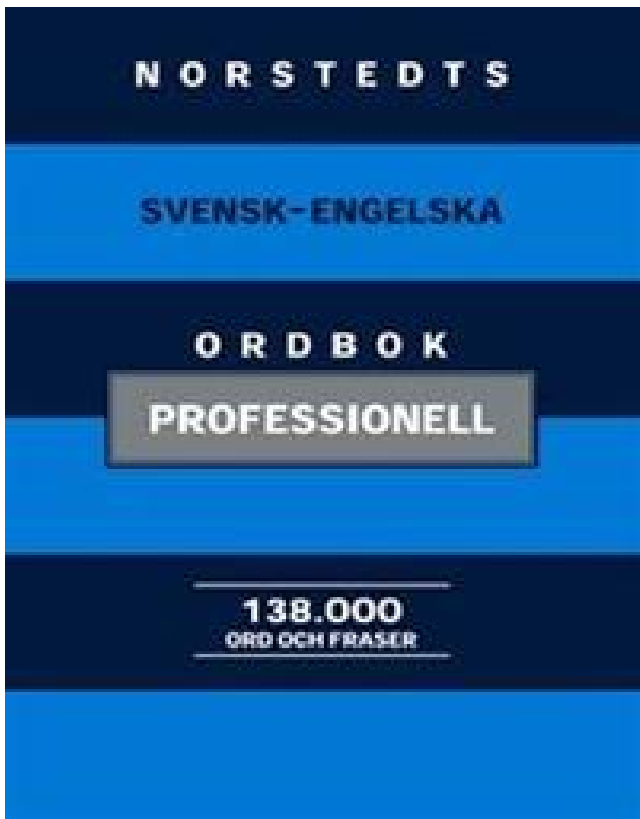 NORSTEDTS
SVENSK-ENGELSKA
ORDBOK
PROFESSIONELL
138.000
ORD OCH FRASER